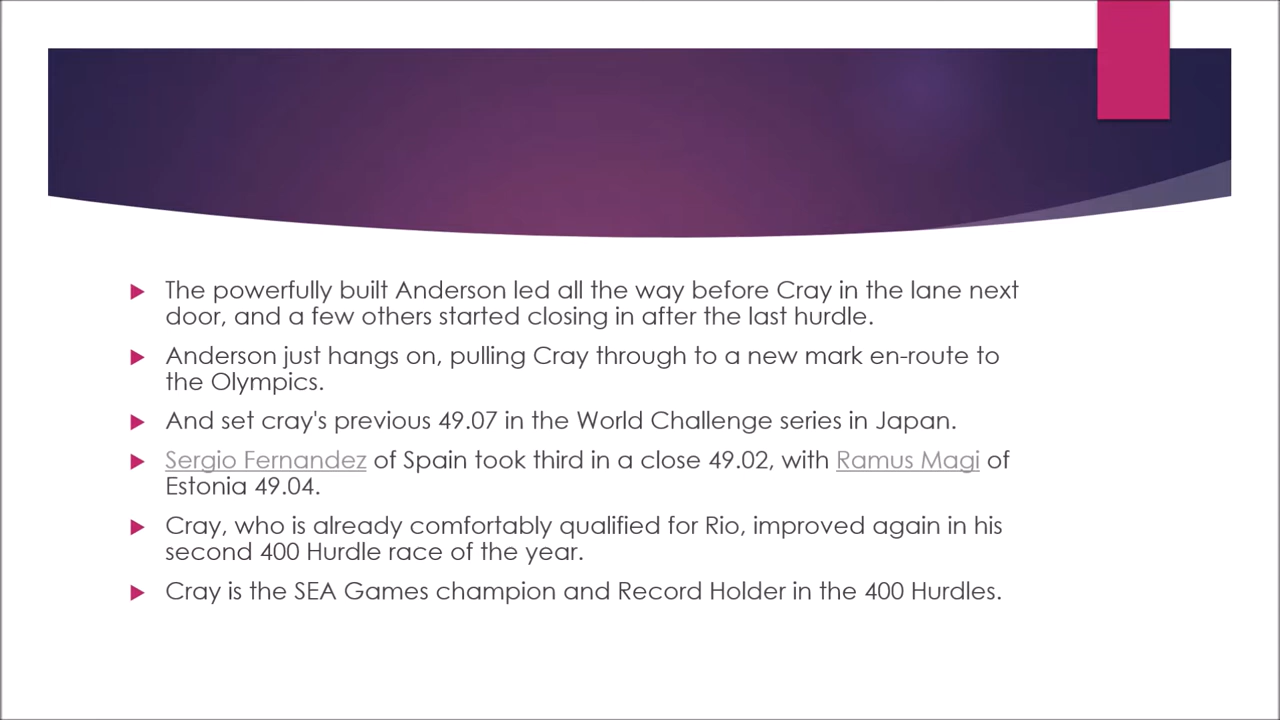 The powerfully built Anderson led all the way before Cray in the lane next
door, and a few others started closing in after the last hurdle.
Anderson just hangs on, pulling Cray through to a new mark en-route to
the Olympics.
And set cray's previous 49.07 in the World Challenge series in Japan.
Sergio Fernandez of Spain took third in a close 49.02, with Ramus Magi of
Estonia 49.04.
Cray, who is already comfortably qualified for Rio, improved again in his
second 400 Hurdle race of the year.
Cray is the SEA Games champion and Record Holder in the 400 Hurdles.